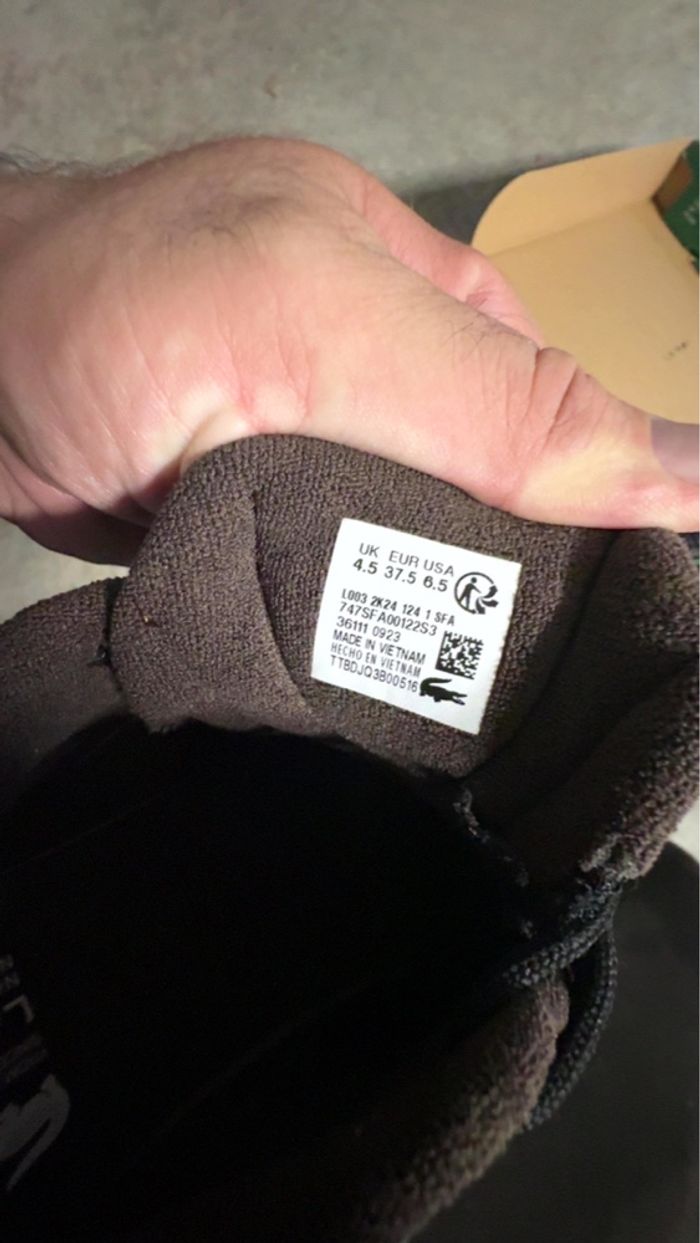 UK EUR USA
4.5 37.5 6.5
L003 2K24 124 1 SFA
747SFA00122S3
36111 0923
MADE IN VIETNAM
HECHO EN VIETNAM
TTBDJQ3B00516